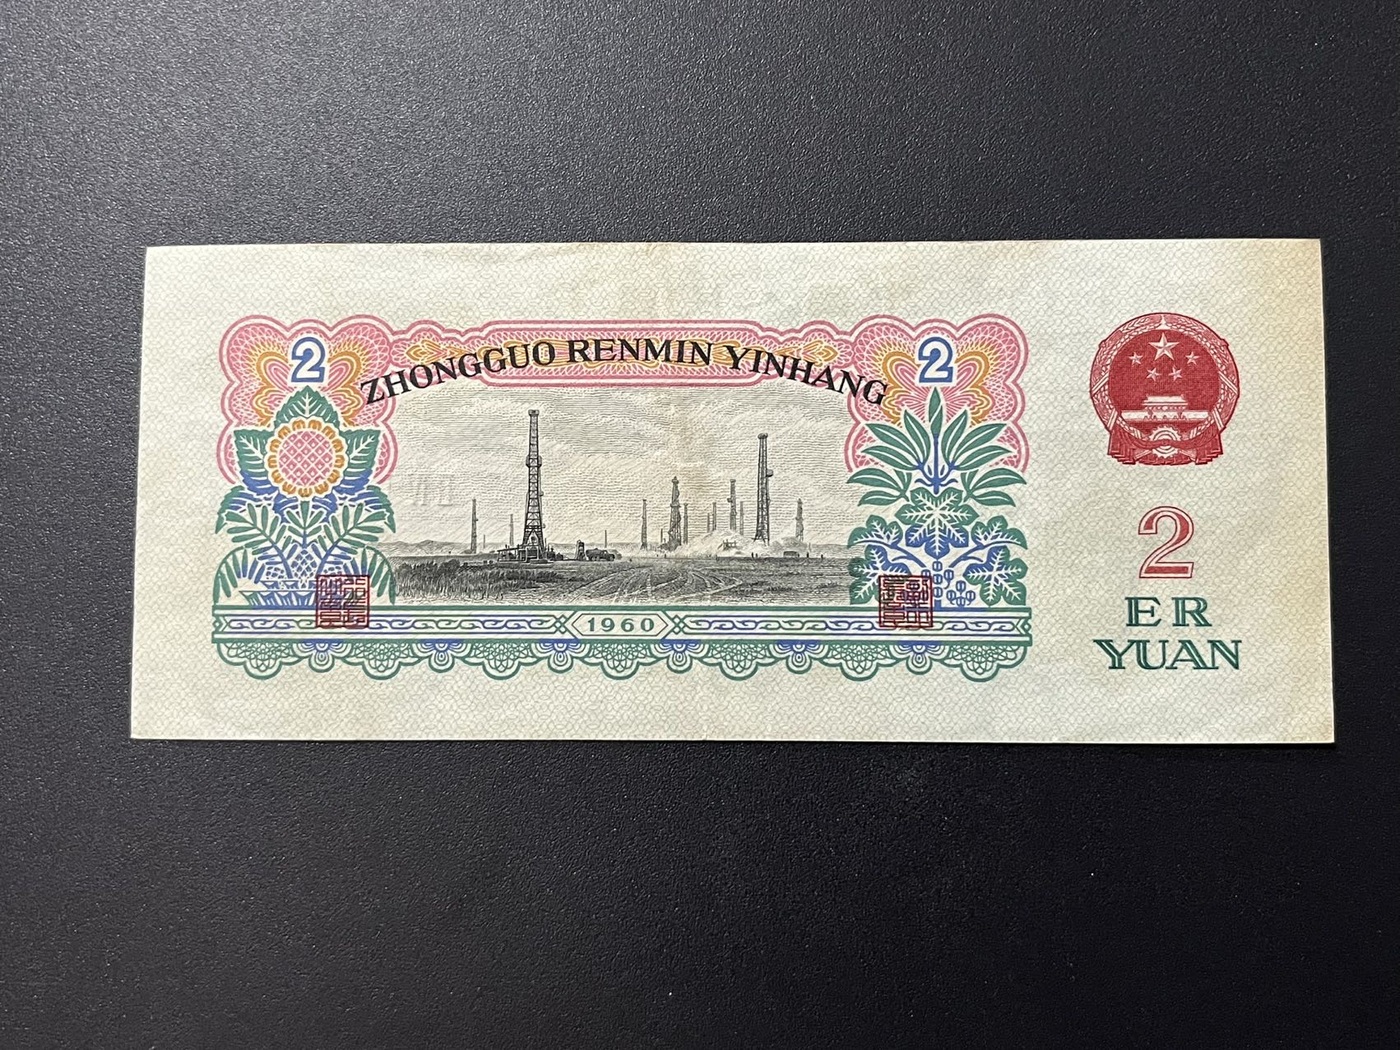 2
2
ZHONGGUO RENMIN YINHANG
2
ER
YUAN
1960